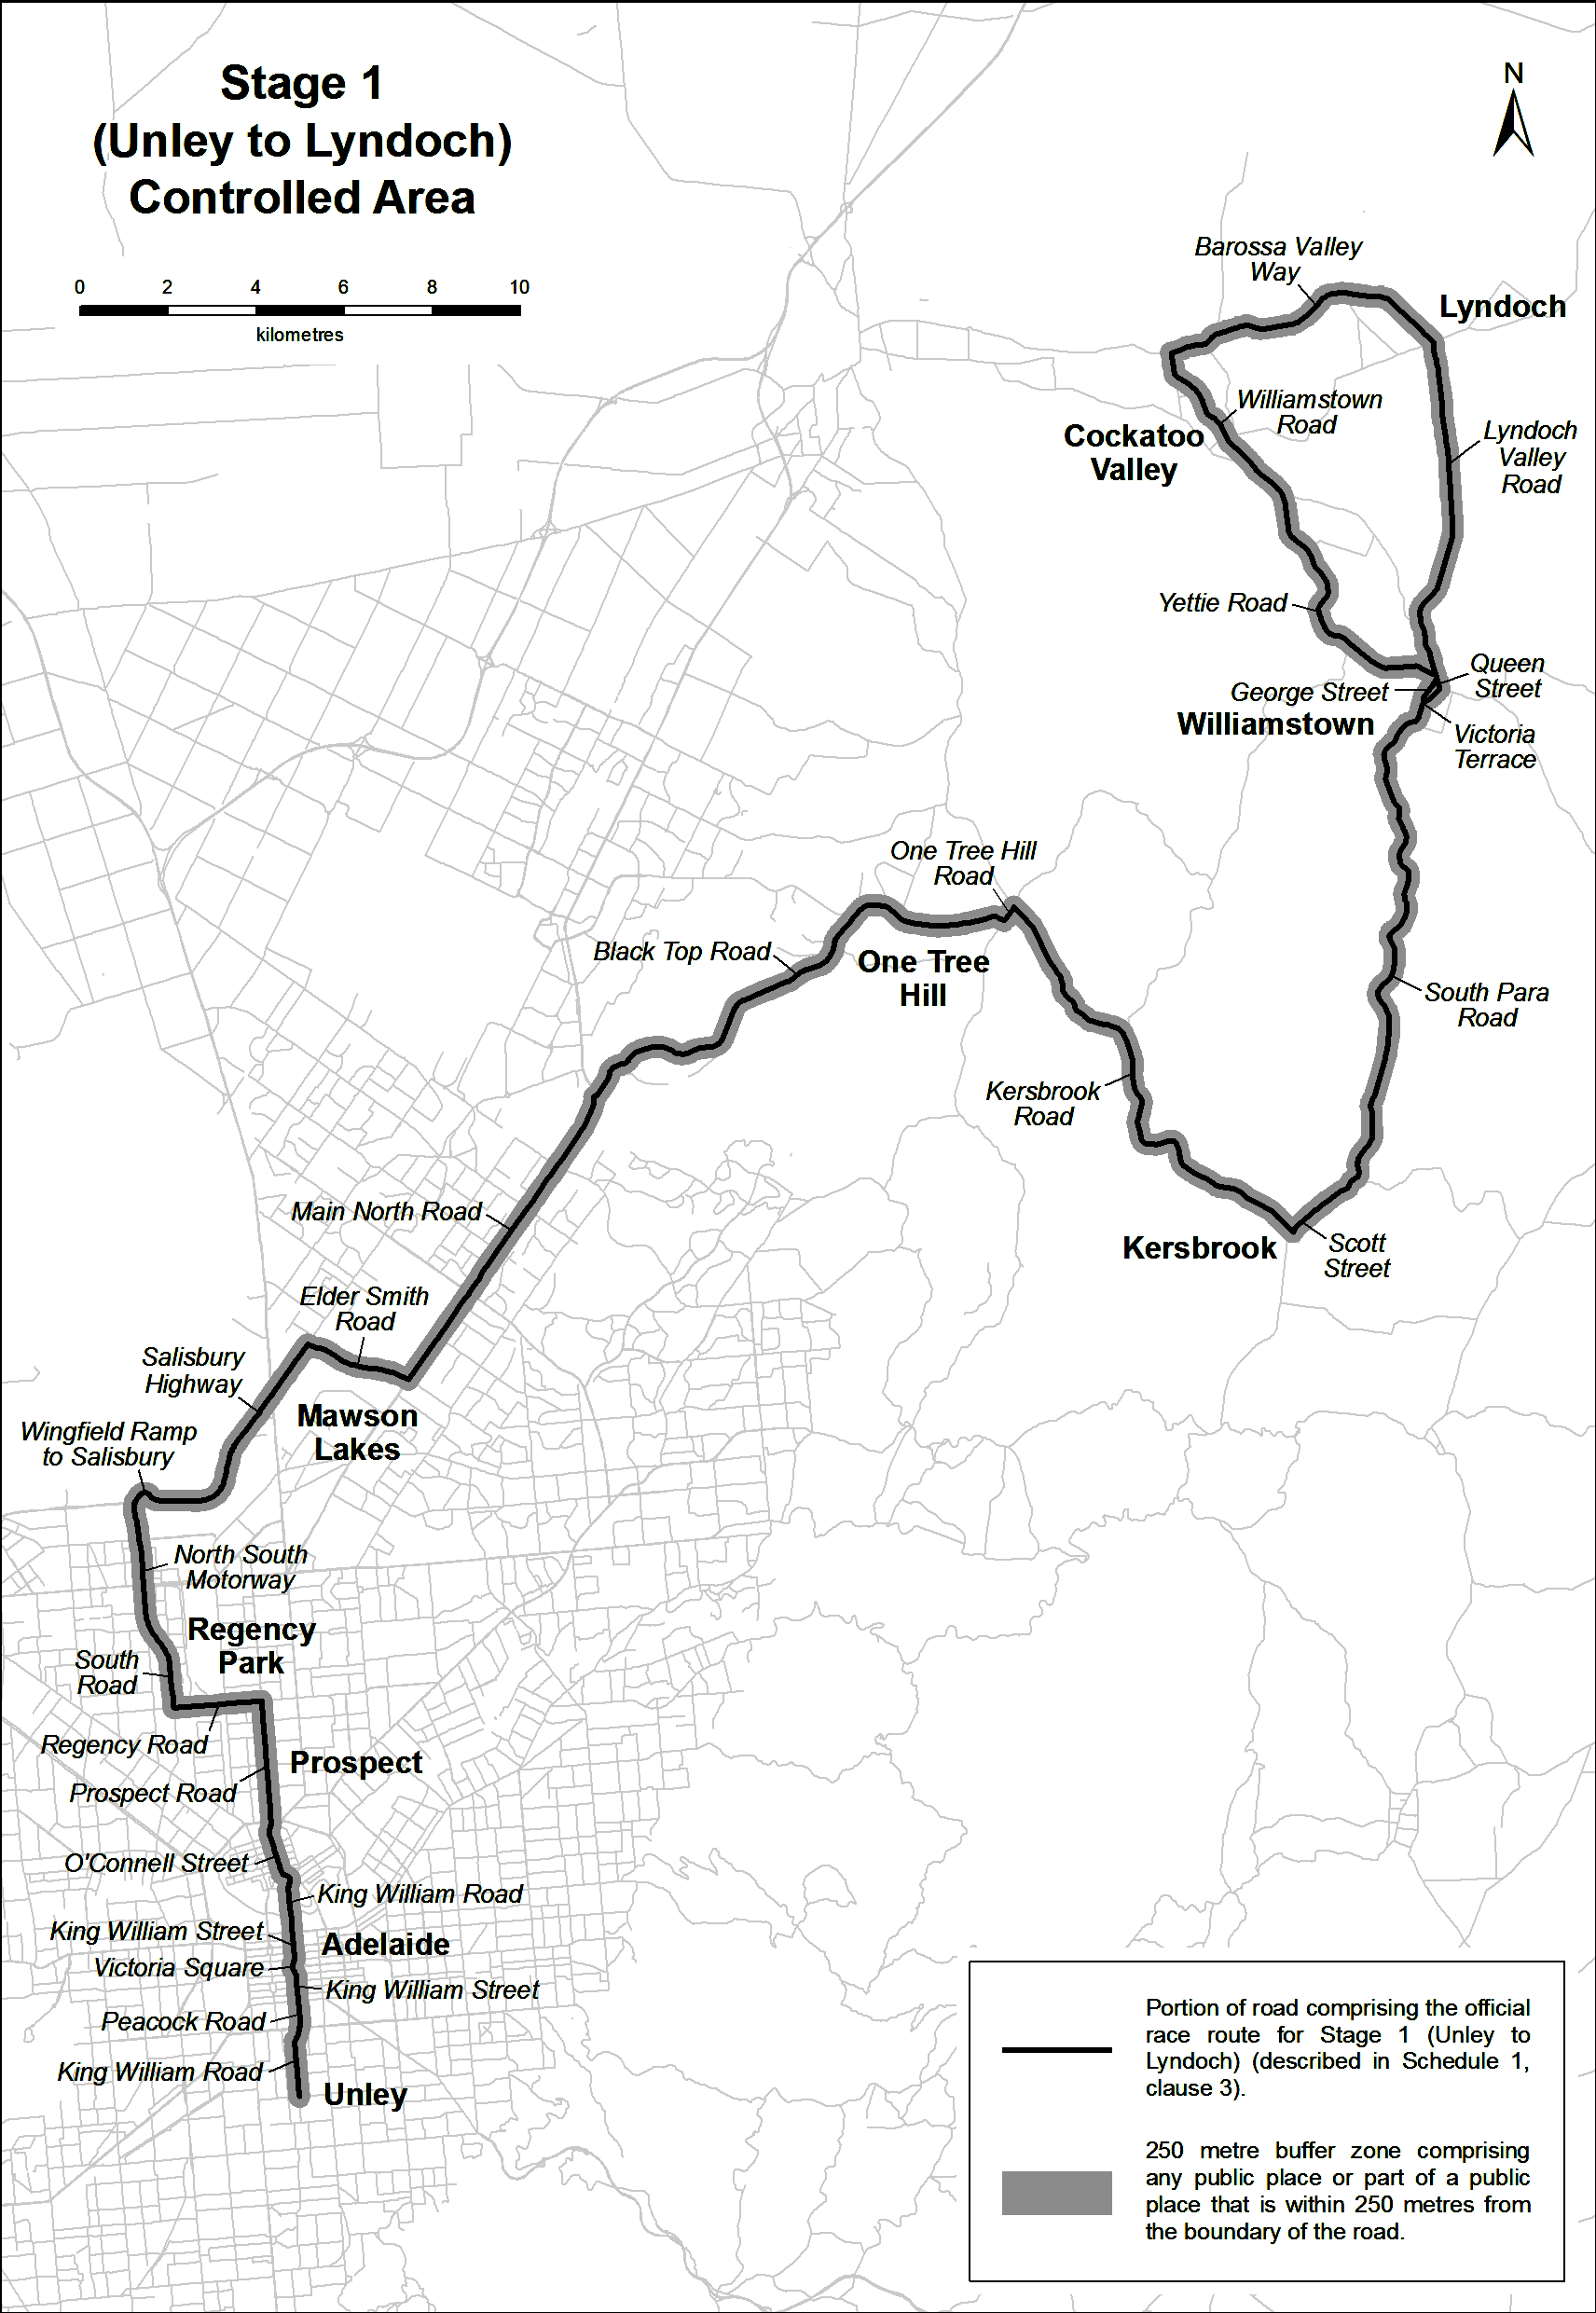 Stage 1
(Unley to Lyndoch)
Controlled Area
N
0 2 4 6 8 10
kilometres
Barossa Valley
Way
Lyndoch
Williamstown
Road
Cockatoo
Valley
Lyndoch
Valley
Road
Yettie Road
Queen
Street
George Street
Williamstown
Victoria
Terrace
One Tree Hill
Road
Black Top Road
One Tree
Hill
South Para
Road
Kersbrook
Road
Main North Road
Kersbrook
Scott
Street
Elder Smith
Road
Salisbury
Highway
Mawson
Lakes
Wingfield Ramp
to Salisbury
North South
Motorway
Regency
Park
South
Road
Regency Road
Prospect
Prospect Road
O'Connell Street
King William Road
King William Street
Adelaide
Victoria Square
King William Street
Peacock Road
King William Road
Unley
Portion of road comprising the official
race route for Stage 1 (Unley to
Lyndoch) (described in Schedule 1,
clause 3).
250 metre buffer zone comprising
any public place or part of a public
place that is within 250 metres from
the boundary of the road.